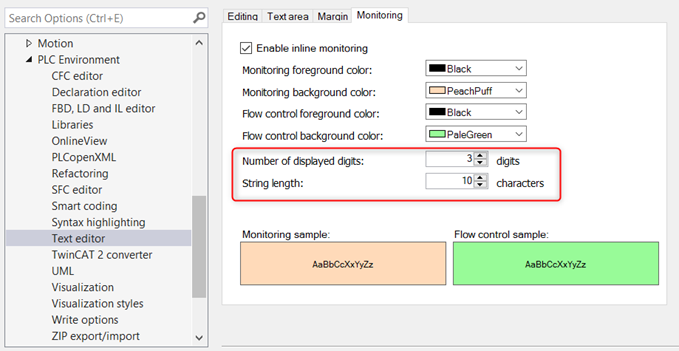 Search Options (Ctrl+E)
Motion
PLC Environment
CFC editor
Declaration editor
FBD, LD and IL editor
Libraries
OnlineView
PLCopenXML
Refactoring
SFC editor
Smart coding
Syntax highlighting
Text editor
TwinCAT 2 converter
UML
Visualization
Visualization styles
Write options
ZIP export/import
Editing Text area Margin Monitoring
Enable inline monitoring
Monitoring foreground color: Black
Monitoring background color: PeachPuff
Flow control foreground color: Black
Flow control background color: PaleGreen
Number of displayed digits: 3 digits
String length: 10 characters
Monitoring sample: Flow control sample:
AaBbCcXxYyZz AaBbCcXxYyZz